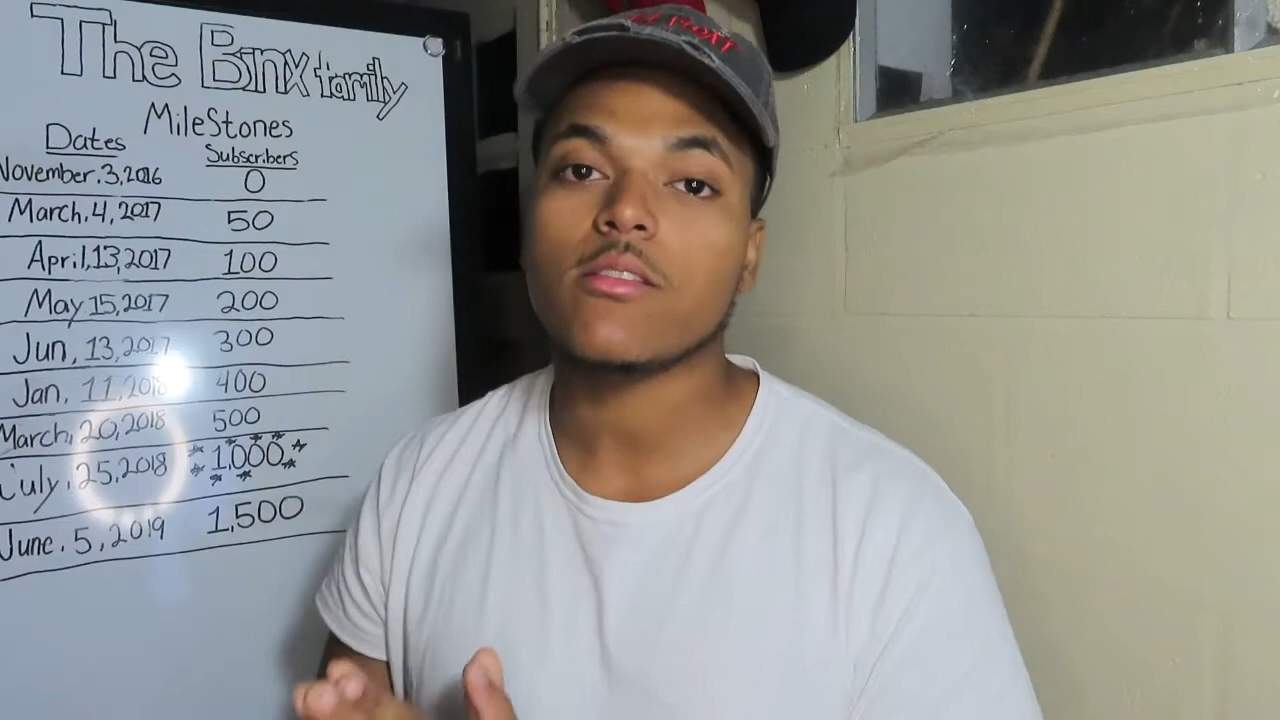 The Binx family
MileStones
Dates Subscribers
November.3,2016 0
March.4,2017 50
April,13,2017 100
May 15,2017 200
Jun, 13,2017 300
Jan, 11,2018 400
March, 20,2018 500
july.25,2018 1,000
June.5,2019 1,500